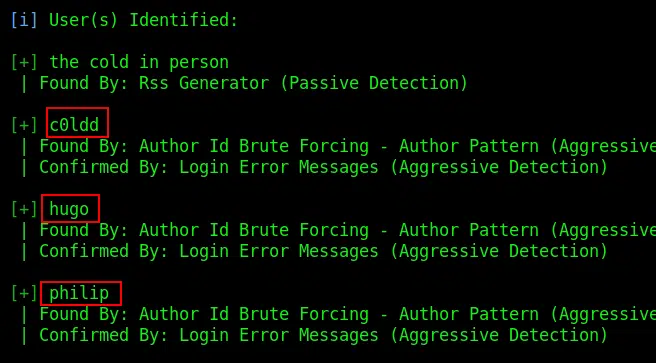 [i] User(s) Identified:
[+] the cold in person
| Found By: Rss Generator (Passive Detection)
[+] c0ldd
| Found By: Author Id Brute Forcing - Author Pattern (Aggressive
| Confirmed By: Login Error Messages (Aggressive Detection)
[+] hugo
| Found By: Author Id Brute Forcing - Author Pattern (Aggressive
| Confirmed By: Login Error Messages (Aggressive Detection)
[+] philip
| Found By: Author Id Brute Forcing - Author Pattern (Aggressive
| Confirmed By: Login Error Messages (Aggressive Detection)